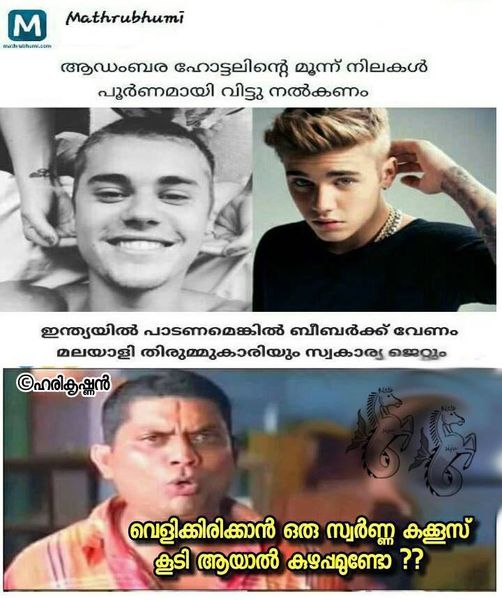 M
Mathrubhumi
mathrubhumi.com
ആഡംബര ഹോട്ടലിന്റെ മൂന്ന് നിലകൾ
പൂർണമായി വിട്ടു നൽകണം
ഇന്ത്യയിൽ പാടണമെങ്കിൽ ബീബർക്ക് വേണം
മലയാളി തിരുമ്മുകാരിയും സ്വകാര്യ ജെറ്റും
©ഹരികൃഷ്ണൻ
വെളിക്കിരിക്കാൻ ഒരു സ്വർണ്ണ കക്കൂസ്
കൂടി ആയാൽ കുഴപ്പമുണ്ടോ ??